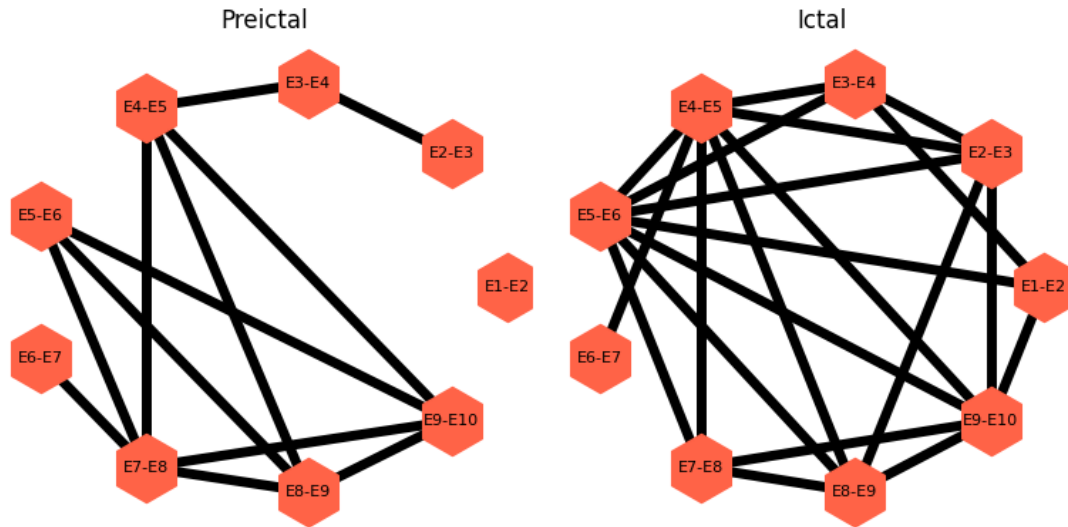 Preictal
E3-E4
E4-E5
E2-E3
E5-E6
E1-E2
E6-E7
E9-E10
E7-E8
E8-E9
Ictal
E3-E4
E4-E5
E2-E3
E5-E6
E1-E2
E6-E7
E9-E10
E7-E8
E8-E9